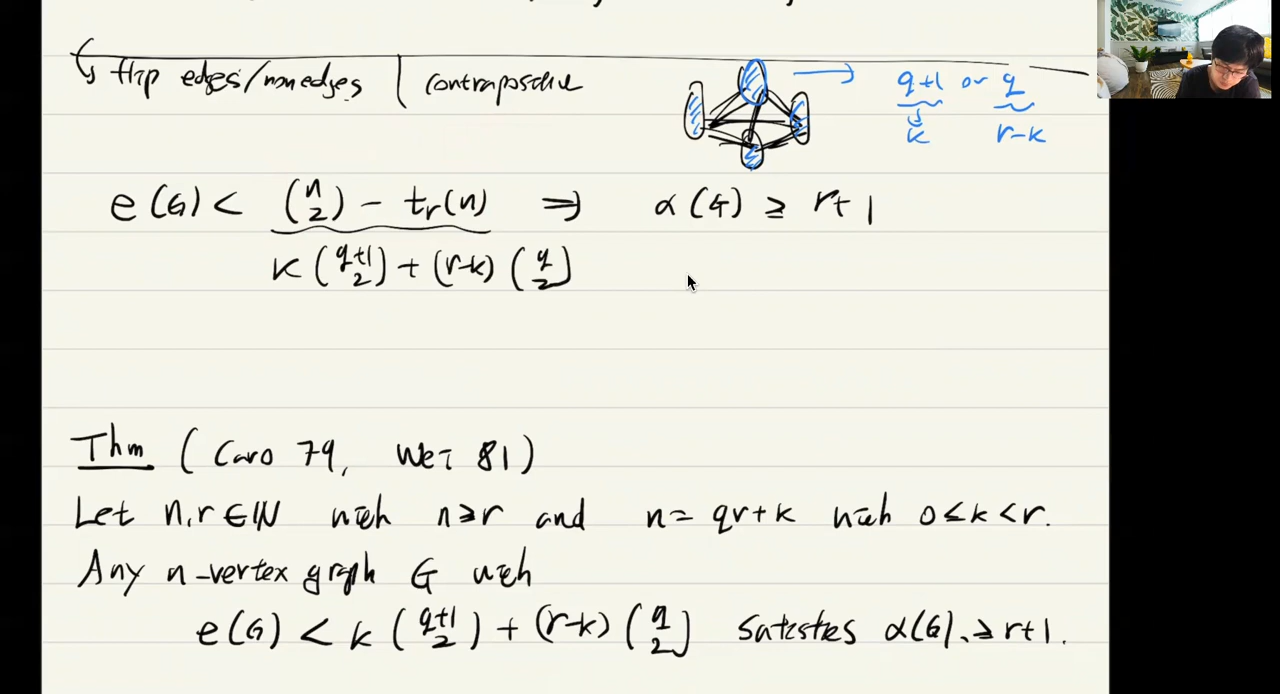 flip edges/nonedges | contrapositive
q+1 or q
k r-k
e(G) < (n 2) - tr(n) ⇒ α(G) ≥ r+1
k(q+1 2) + (r-k)(q 2)
Thm (Caro 79, Wei 81)
Let n,r ∈ ℕ with n≥r and n = qr+k with 0≤k<r.
Any n-vertex graph G with
e(G) < k(q+1 2) + (r-k)(q 2) satisfies α(G) ≥ r+1.